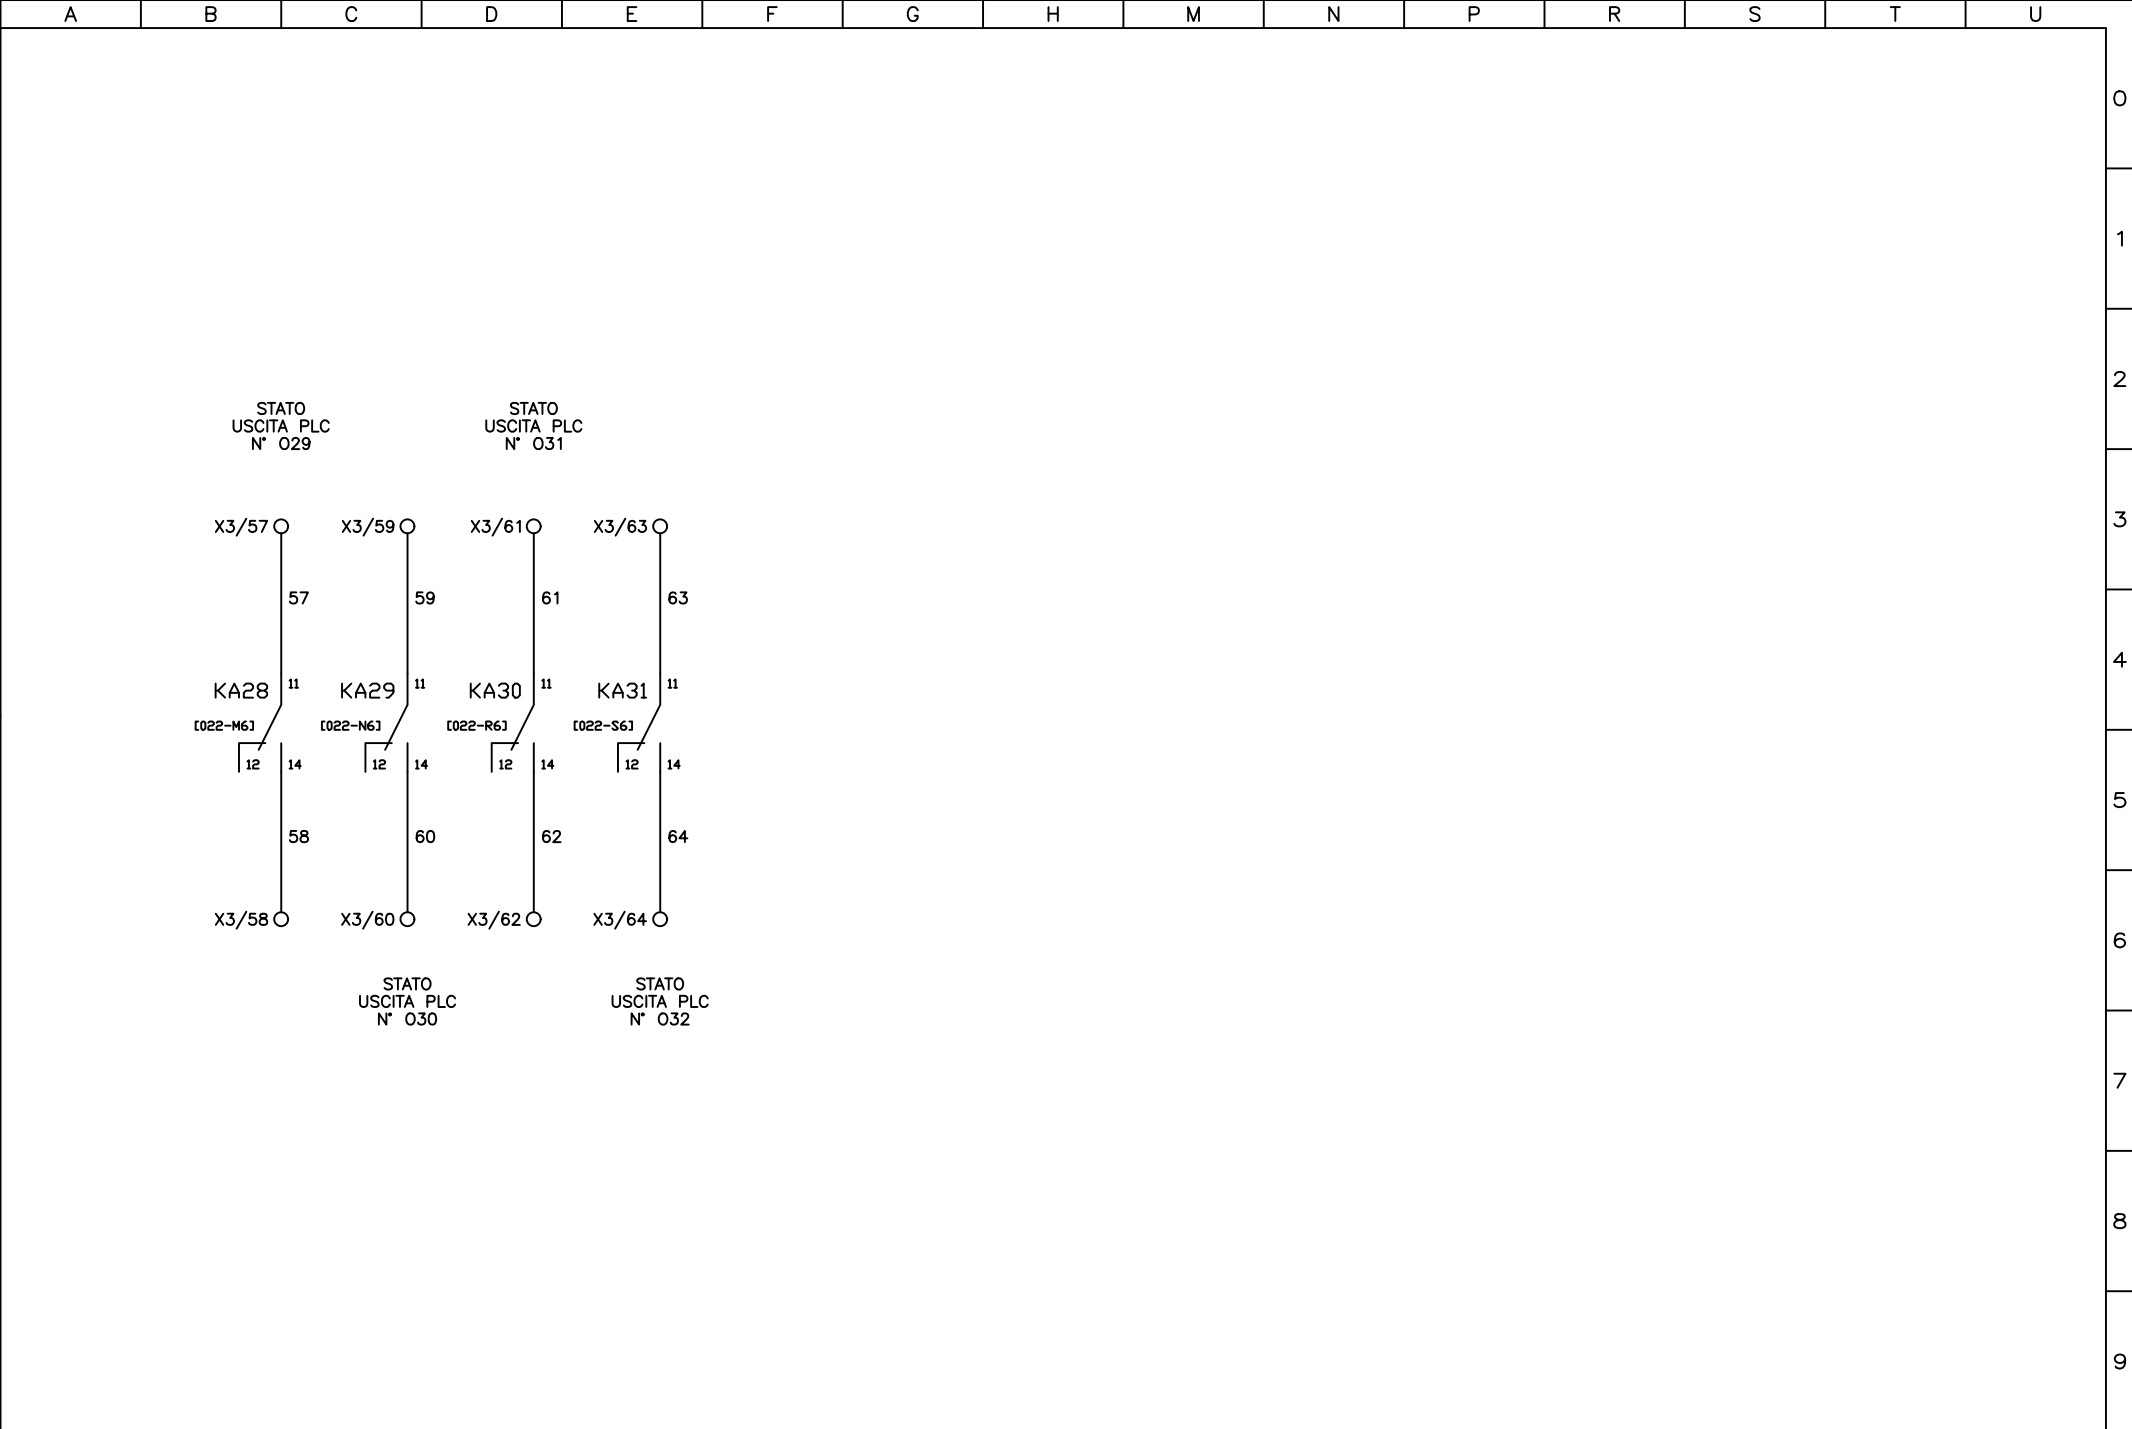 A B C D E F G H M N P R S T U
0
1
2
3
4
5
6
7
8
9
STATO
USCITA PLC
N° 029
STATO
USCITA PLC
N° 031
X3/57 X3/59 X3/61 X3/63
57 59 61 63
KA28 11 KA29 11 KA30 11 KA31 11
[022-M6] [022-N6] [022-R6] [022-S6]
12 14 12 14 12 14 12 14
58 60 62 64
X3/58 X3/60 X3/62 X3/64
STATO
USCITA PLC
N° 030
STATO
USCITA PLC
N° 032